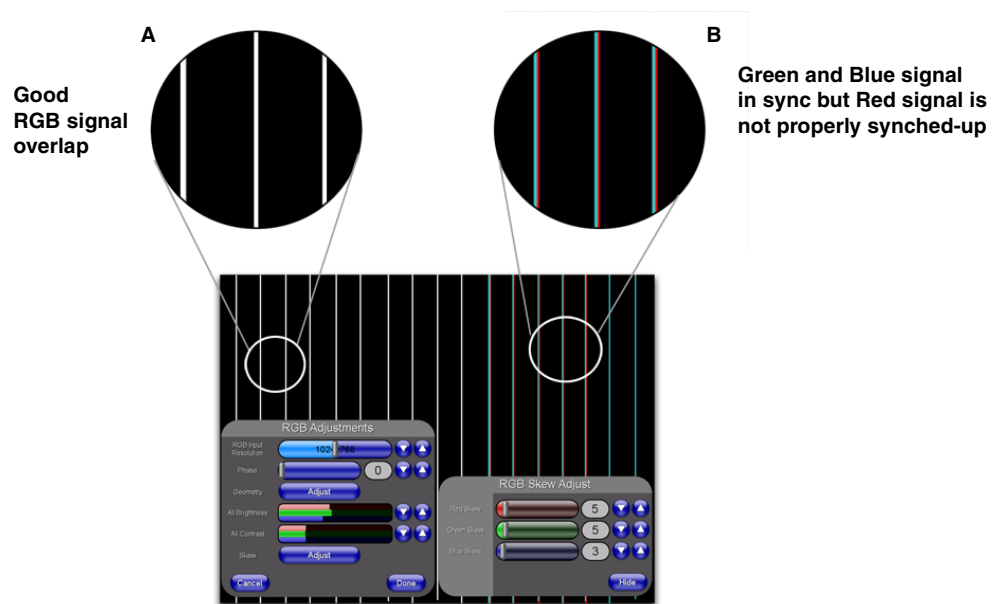 A
B
Good
RGB signal
overlap
Green and Blue signal
in sync but Red signal is
not properly synched-up
RGB Adjustments
RGB Input
Resolution
1024/768
Phase
0
Geometry
Adjust
All Brightness
All Contrast
Skew
Adjust
Cancel
Done
RGB Skew Adjust
Red Skew
5
Green Skew
5
Blue Skew
3
Hide